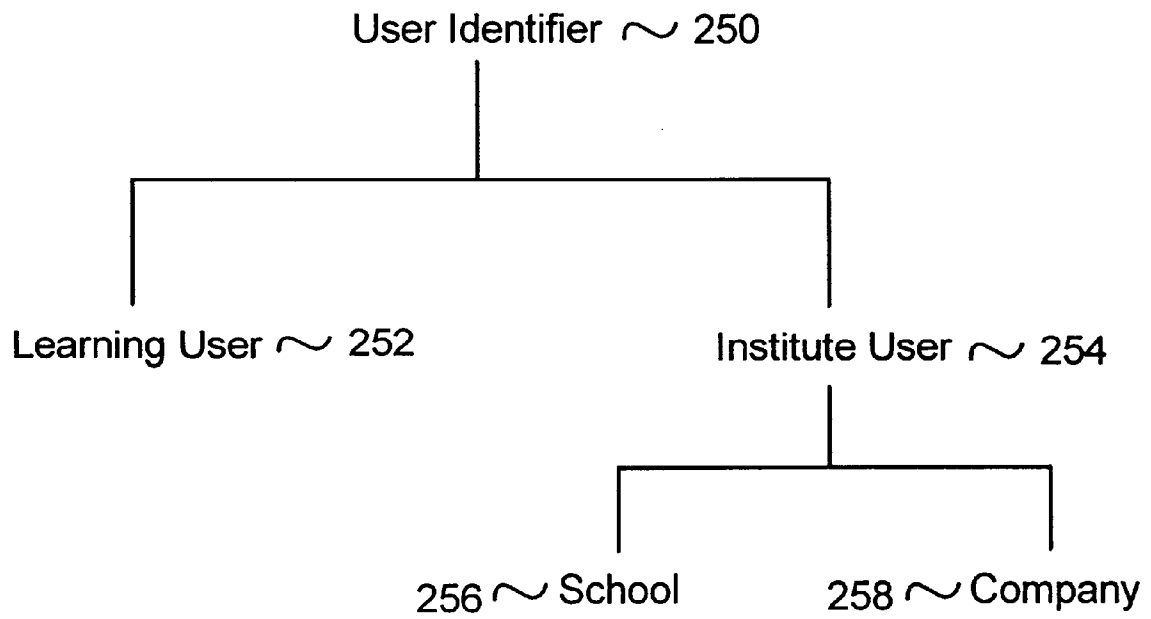 User Identifier 250
Learning User 252
Institute User 254
256 School
258 Company